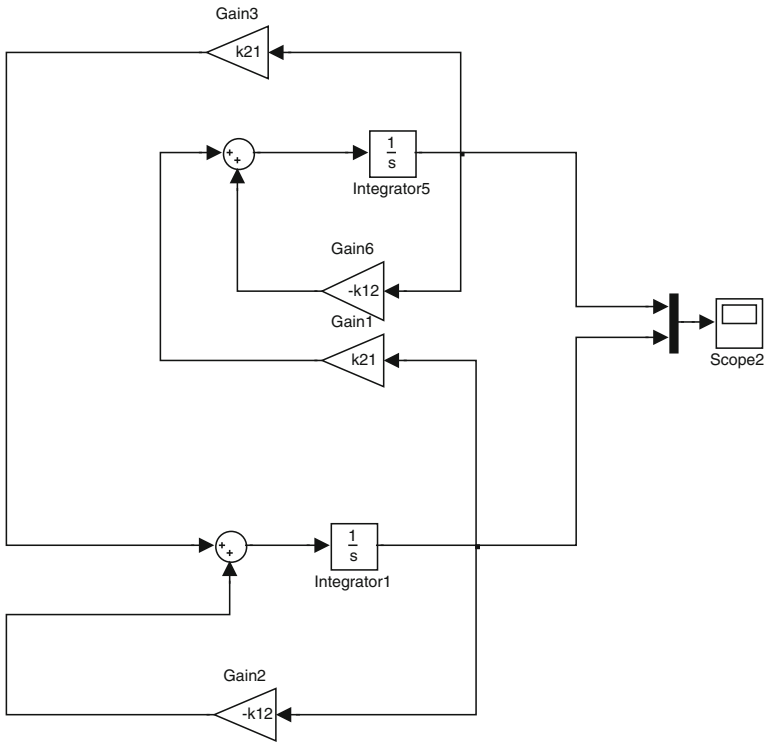 Gain3
k21
+
+
1
s
Integrator5
Gain6
-k12
Gain1
k21
Scope2
+
+
1
s
Integrator1
Gain2
-k12